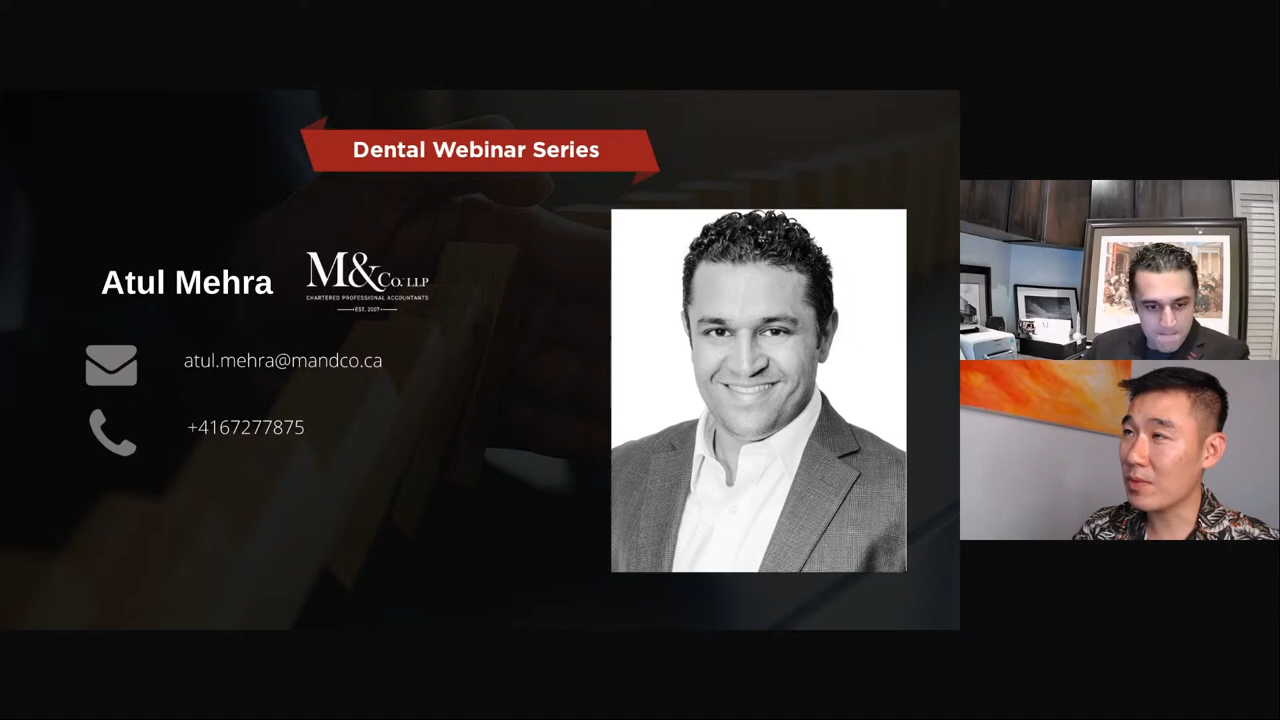 Dental Webinar Series
Atul Mehra
M&Co. LLP
CHARTERED PROFESSIONAL ACCOUNTANTS
EST. 2007
atul.mehra@mandco.ca
+4167277875